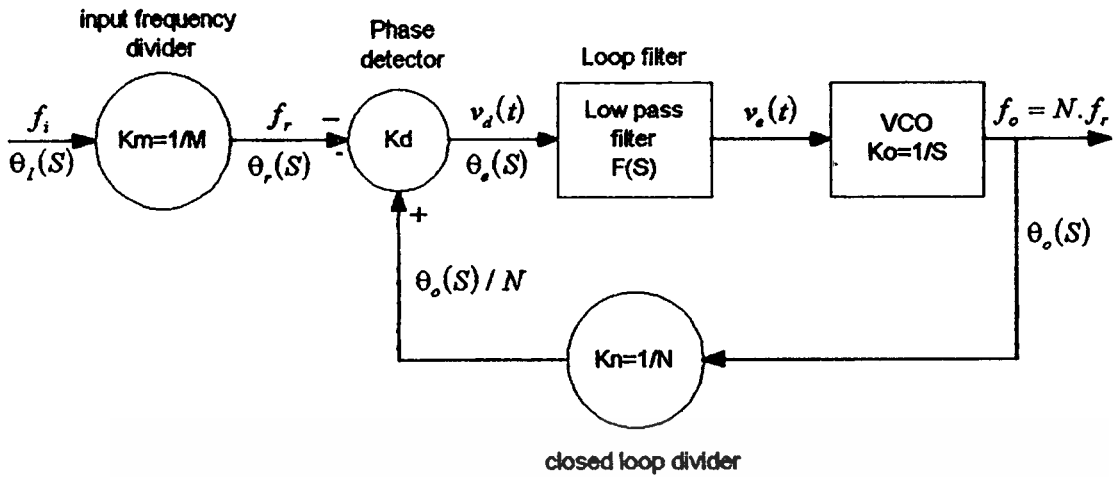 input frequency
divider
Phase
detector
Loop filter
f_i
θ_I(S)
Km=1/M
f_r
θ_r(S)
−
-
Kd
+
v_d(t)
θ_e(S)
Low pass
filter
F(S)
v_e(t)
VCO
Ko=1/S
f_o = N.f_r
θ_o(S)
θ_o(S) / N
Kn=1/N
closed loop divider